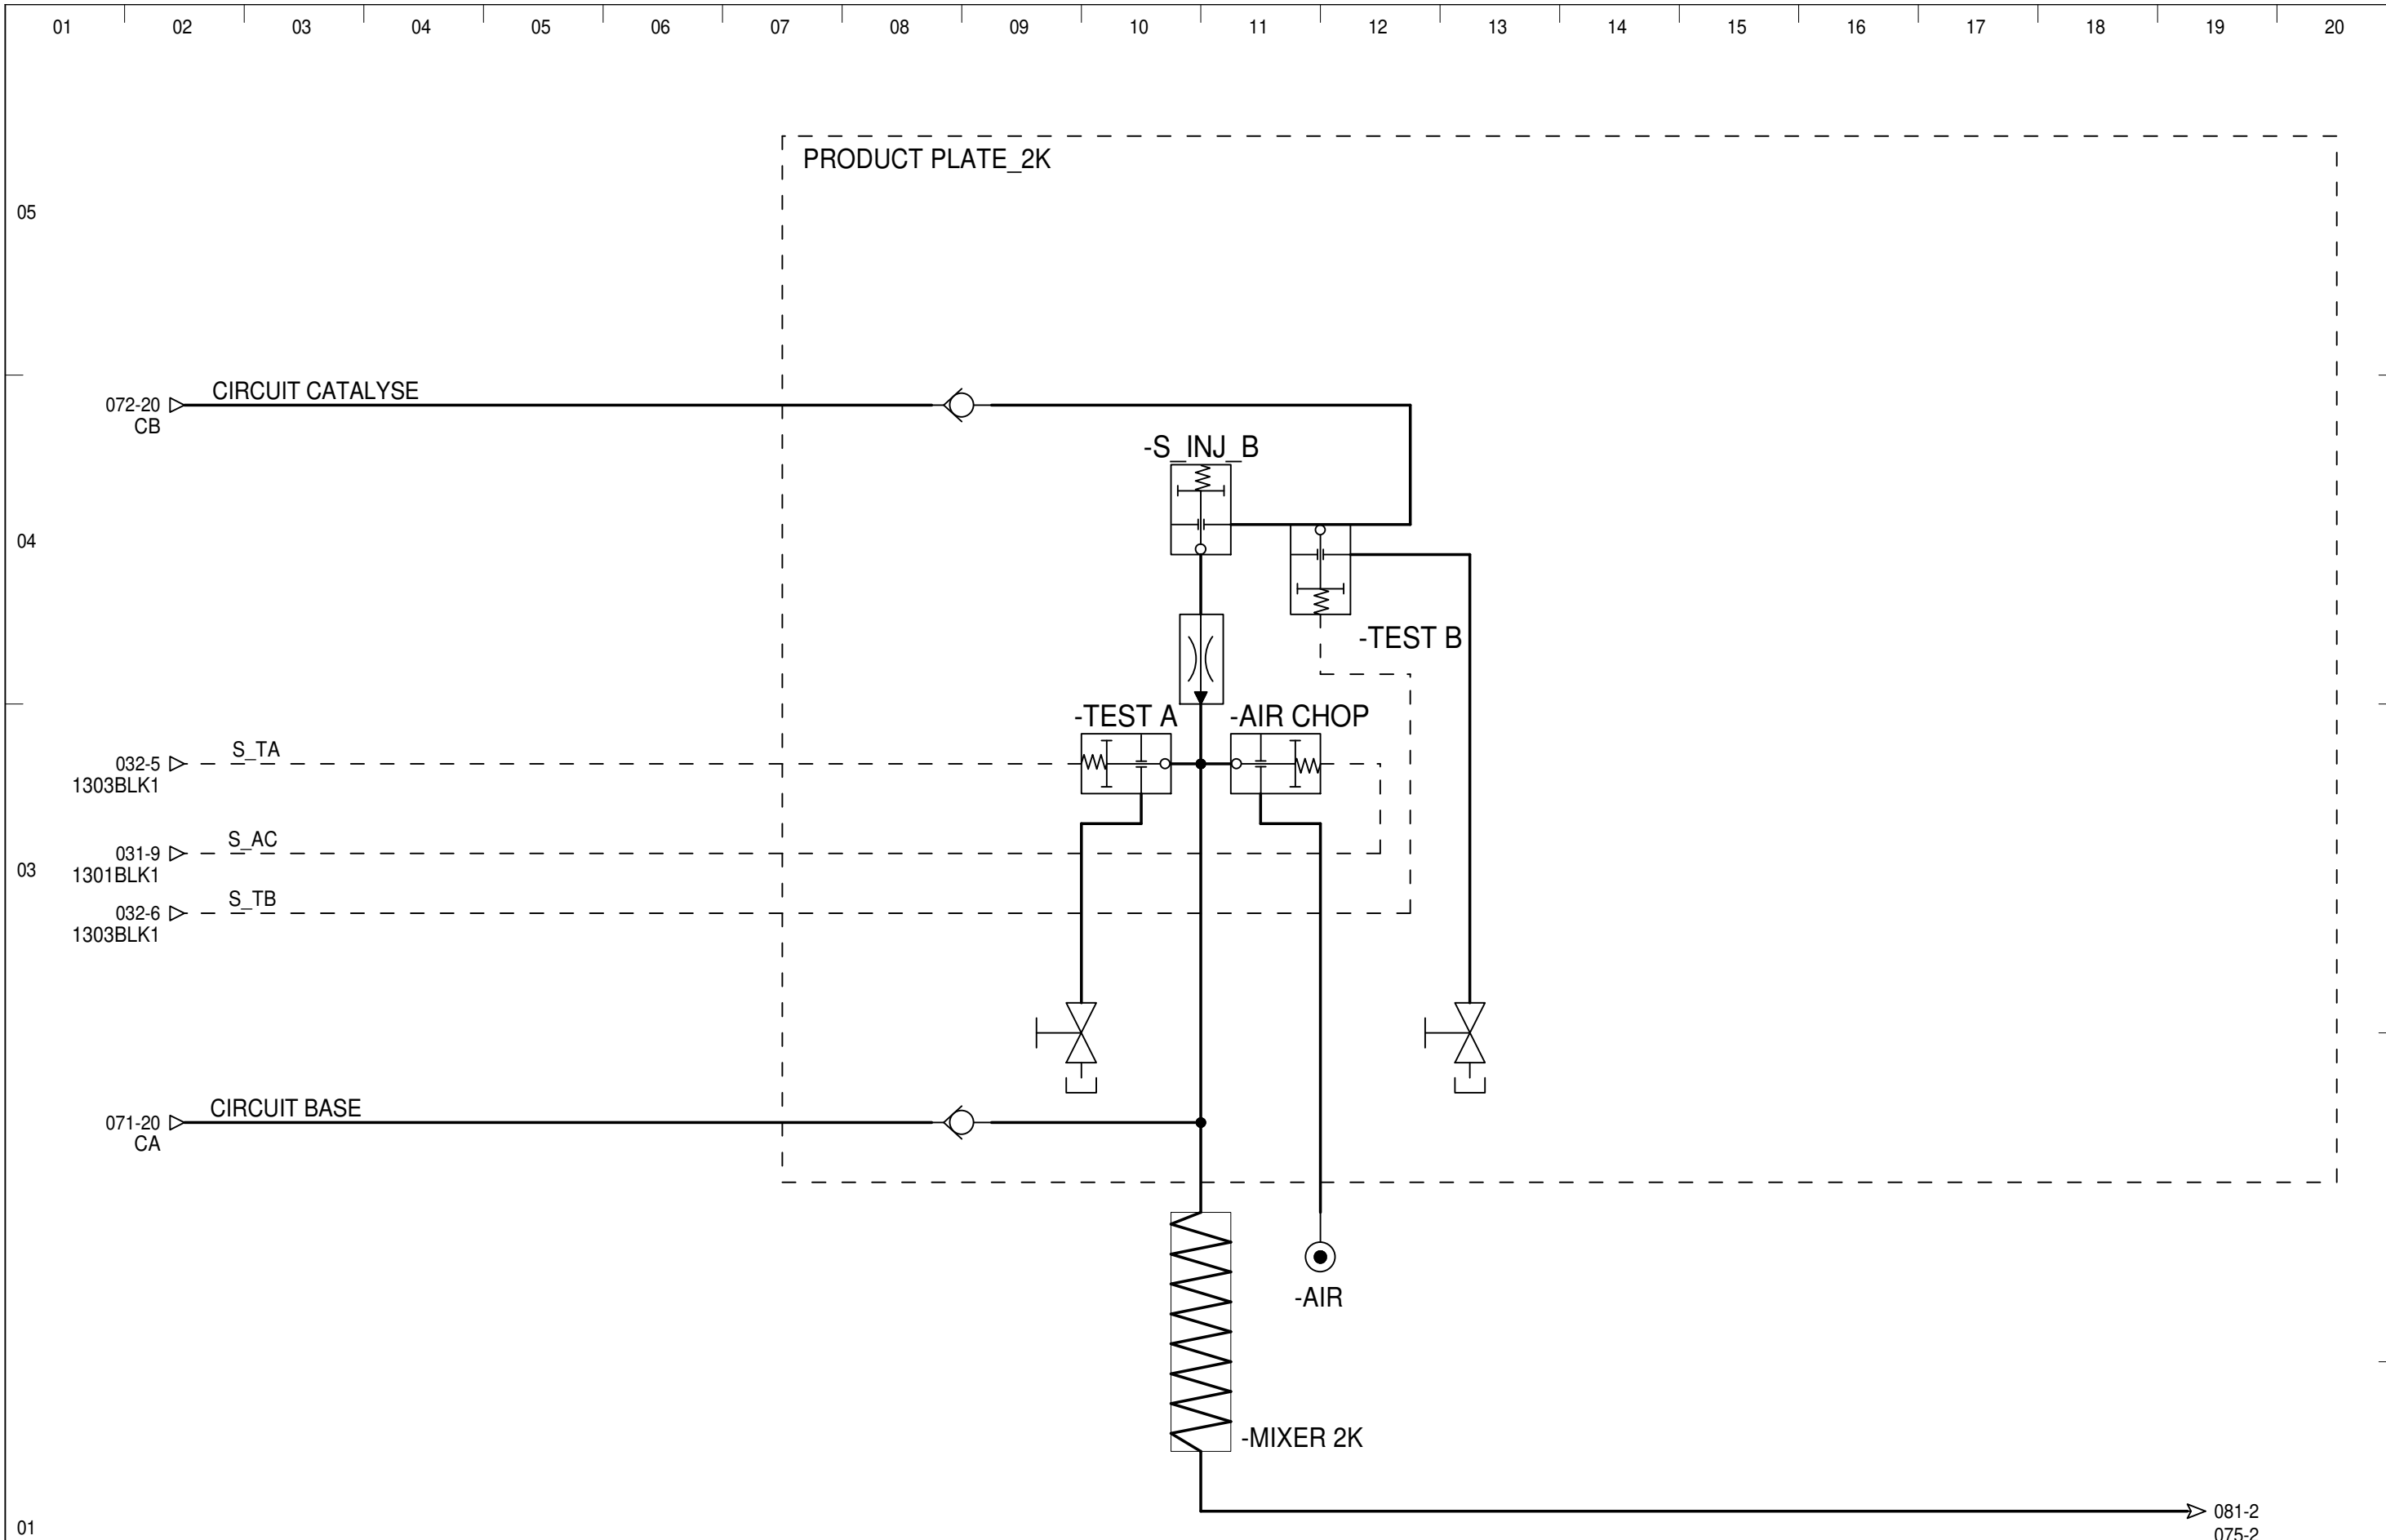 01 02 03 04 05 06 07 08 09 10 11 12 13 14 15 16 17 18 19 20
PRODUCT PLATE_2K
05
CIRCUIT CATALYSE
072-20
CB
-S_INJ_B
04
-TEST B
-TEST A
-AIR CHOP
S_TA
032-5
1303BLK1
S_AC
031-9
03
1301BLK1
S_TB
032-6
1303BLK1
CIRCUIT BASE
071-20
CA
-AIR
-MIXER 2K
081-2
01
075-2